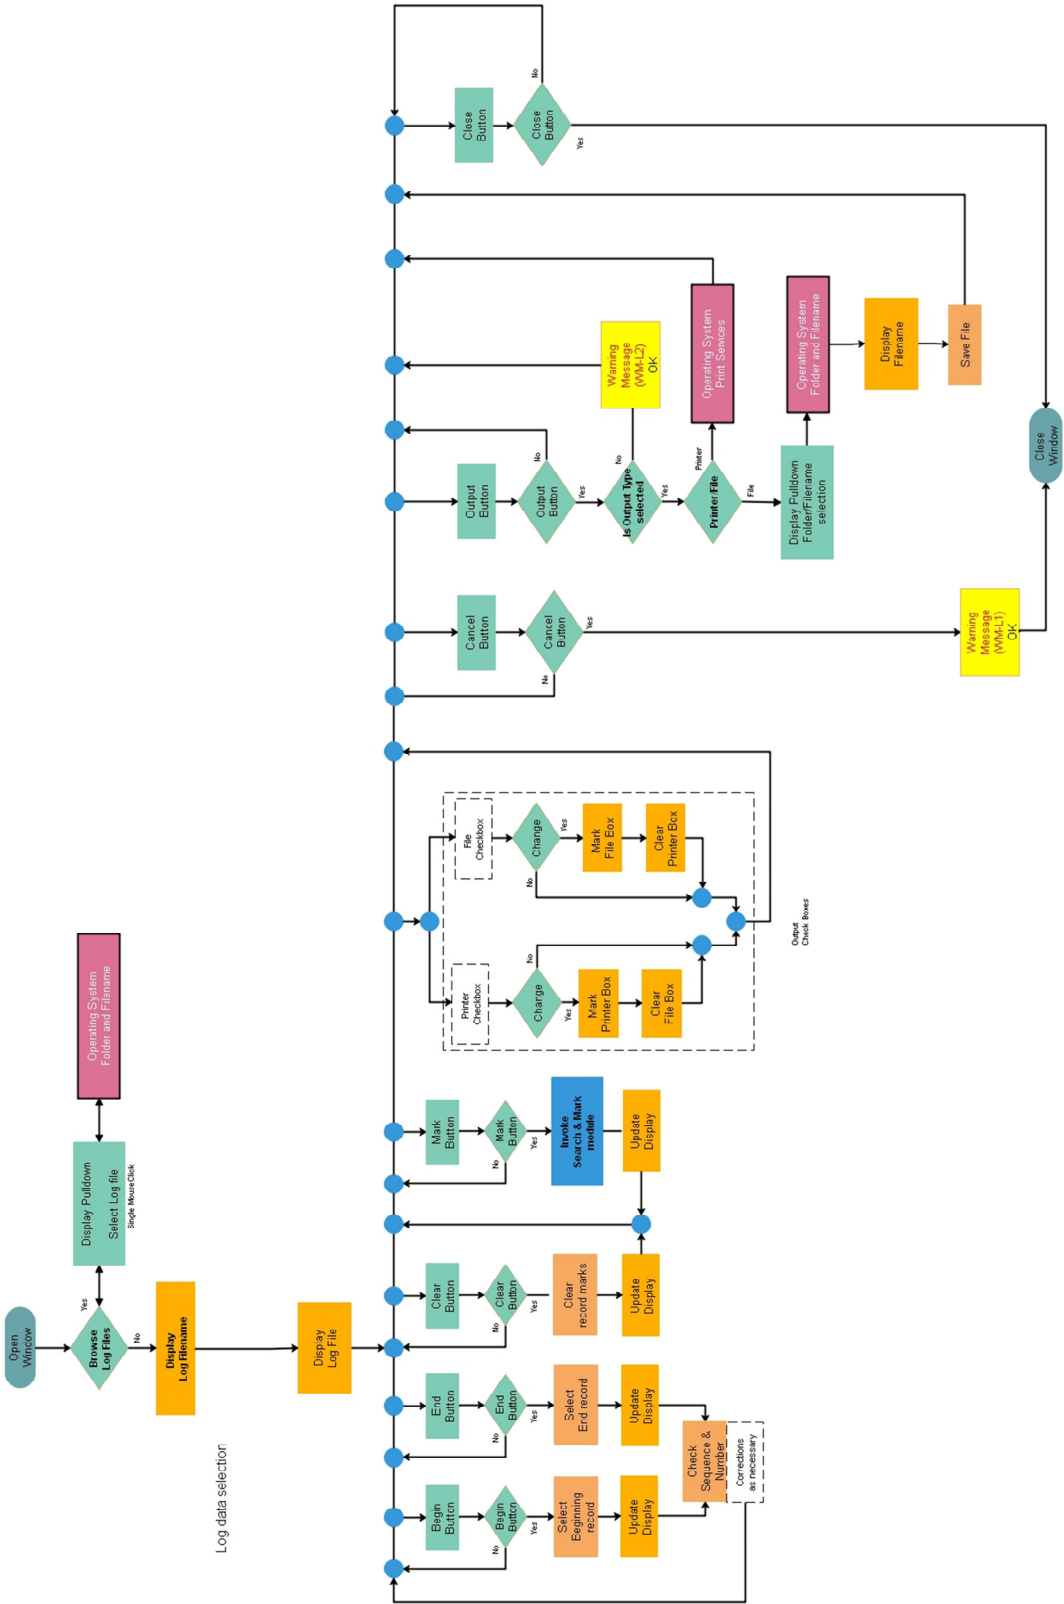 Open
Window
Browse
Log Files
Yes
No
Display Pulldown
Select Log file
Single MouseClick
Operating System
Folder and Filename
Display
Log Filename
Log data selection
Display
Log File
Begin
Button
Begin
Button
No
Yes
Select
Beginning
record
Update
Display
End
Button
End
Button
No
Yes
Select
End record
Update
Display
Check
Sequence &
Number
Corrections
as necessary
Clear
Button
Clear
Button
No
Yes
Clear
record marks
Update
Display
Mark
Button
Mark
Button
No
Yes
Invoke
Search & Mark
module
Update
Display
Printer
Checkbox
Change
No
Yes
Mark
Printer Box
Clear
File Box
File
Checkbox
Change
No
Yes
Mark
File Box
Clear
Printer Box
Output
Check Boxes
Cancel
Button
Cancel
Button
No
Yes
Warning
Message
(WM-L1)
OK
Output
Button
Output
Button
No
Yes
Is Output Type
selected
No
Yes
Warning
Message
(WM-L2)
OK
Printer/File
Printer
File
Operating System
Print Services
Display Pulldown
Folder/Filename
selection
Operating System
Folder and Filename
Display
Filename
Save File
Close
Button
Close
Button
No
Yes
Close
Window